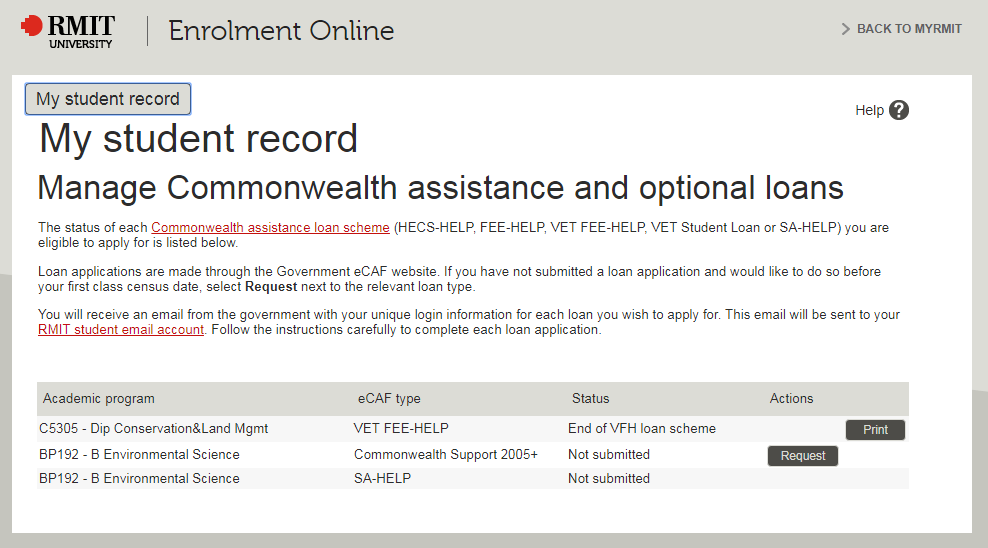 RMIT
UNIVERSITY
Enrolment Online
BACK TO MYRMIT
My student record
Help ?
My student record
Manage Commonwealth assistance and optional loans
The status of each Commonwealth assistance loan scheme (HECS-HELP, FEE-HELP, VET FEE-HELP, VET Student Loan or SA-HELP) you are
eligible to apply for is listed below.
Loan applications are made through the Government eCAF website. If you have not submitted a loan application and would like to do so before
your first class census date, select Request next to the relevant loan type.
You will receive an email from the government with your unique login information for each loan you wish to apply for. This email will be sent to your
RMIT student email account. Follow the instructions carefully to complete each loan application.
Academic program eCAF type Status Actions
C5305 - Dip Conservation&Land Mgmt VET FEE-HELP End of VFH loan scheme Print
BP192 - B Environmental Science Commonwealth Support 2005+ Not submitted Request
BP192 - B Environmental Science SA-HELP Not submitted